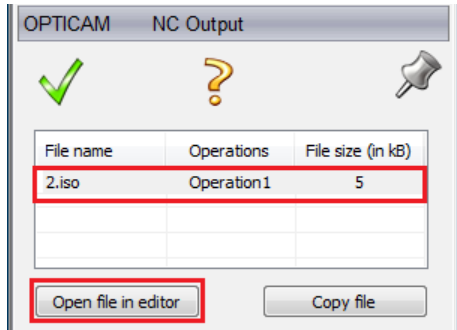 OPTICAM NC Output
File name Operations File size (in kB)
2.iso Operation1 5
Open file in editor Copy file